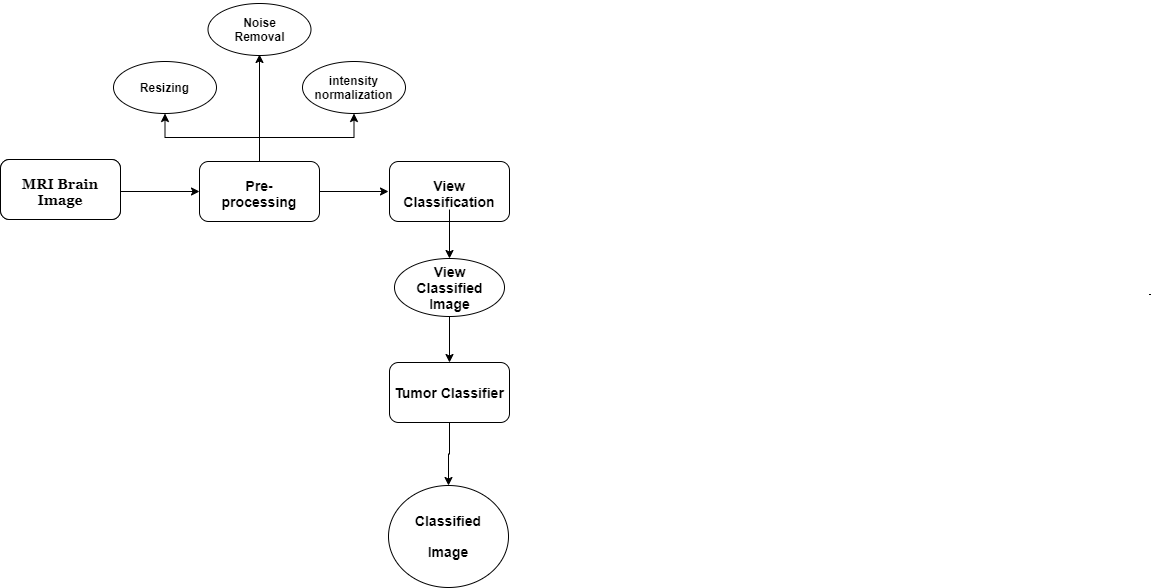 Noise
Removal
Resizing
intensity
normalization
MRI Brain
Image
Pre-
processing
View
Classification
View
Classified
Image
Tumor Classifier
Classified
Image